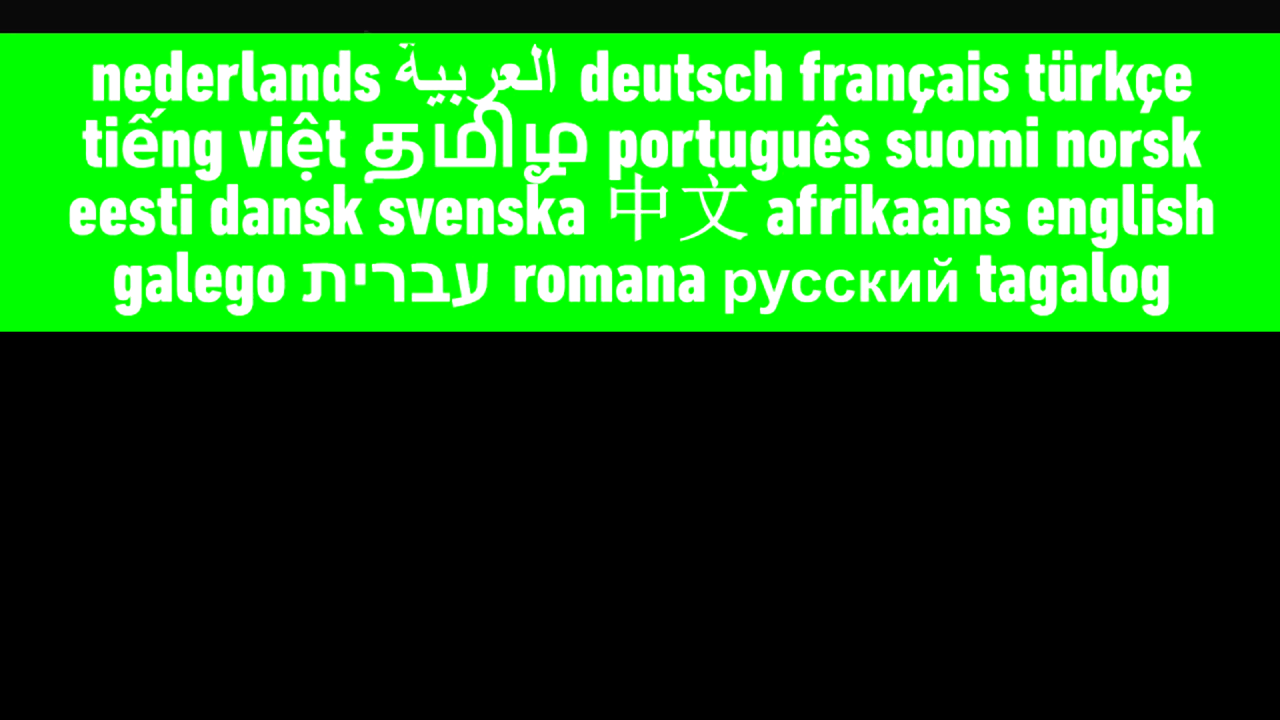 nederlands العربية deutsch français türkçe
tiếng việt தமிழ் português suomi norsk
eesti dansk svenska 中文 afrikaans english
galego עברית romana русский tagalog